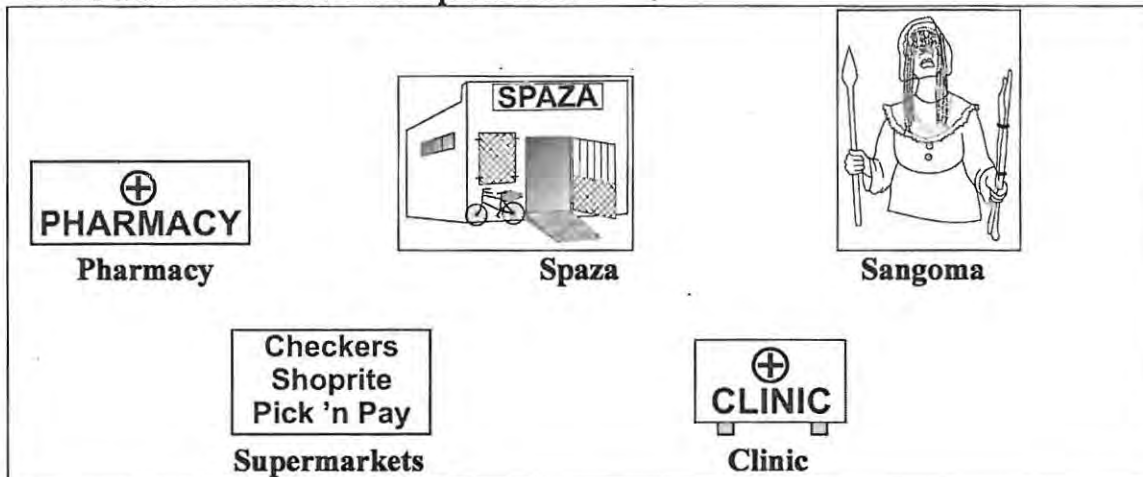 SPAZA
PHARMACY
Pharmacy
Spaza
Sangoma
Checkers
Shoprite
Pick 'n Pay
CLINIC
Supermarkets
Clinic